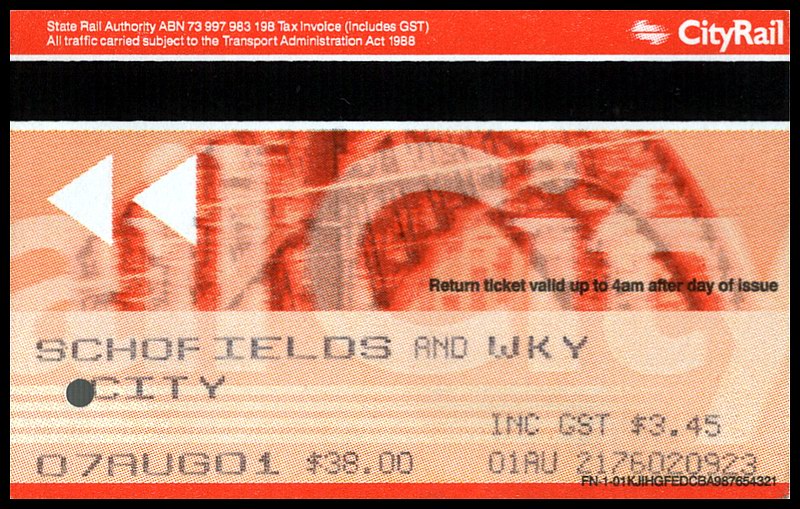 State Rail Authority ABN 73 997 983 198 Tax Invoice (includes GST)
All traffic carried subject to the Transport Administration Act 1988
CityRail
Return ticket valid up to 4am after day of issue
SCHOFIELDS AND WKY
CITY
INC GST $3.45
07AUG01 $38.00 01AU 2176020923
FN-1-01KJIHGFEDCBA987654321